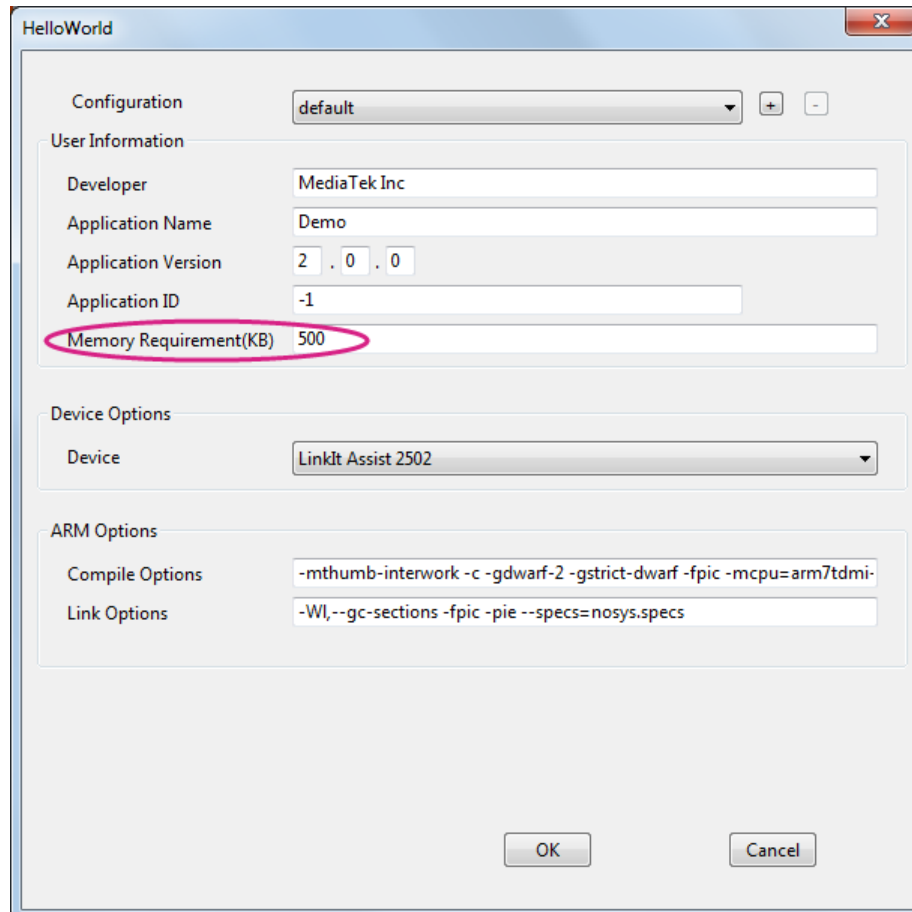 HelloWorld
Configuration default + -
User Information
Developer MediaTek Inc
Application Name Demo
Application Version 2 . 0 . 0
Application ID -1
Memory Requirement(KB) 500
Device Options
Device LinkIt Assist 2502
ARM Options
Compile Options -mthumb-interwork -c -gdwarf-2 -gstrict-dwarf -fpic -mcpu=arm7tdmi-
Link Options -Wl,--gc-sections -fpic -pie --specs=nosys.specs
OK Cancel